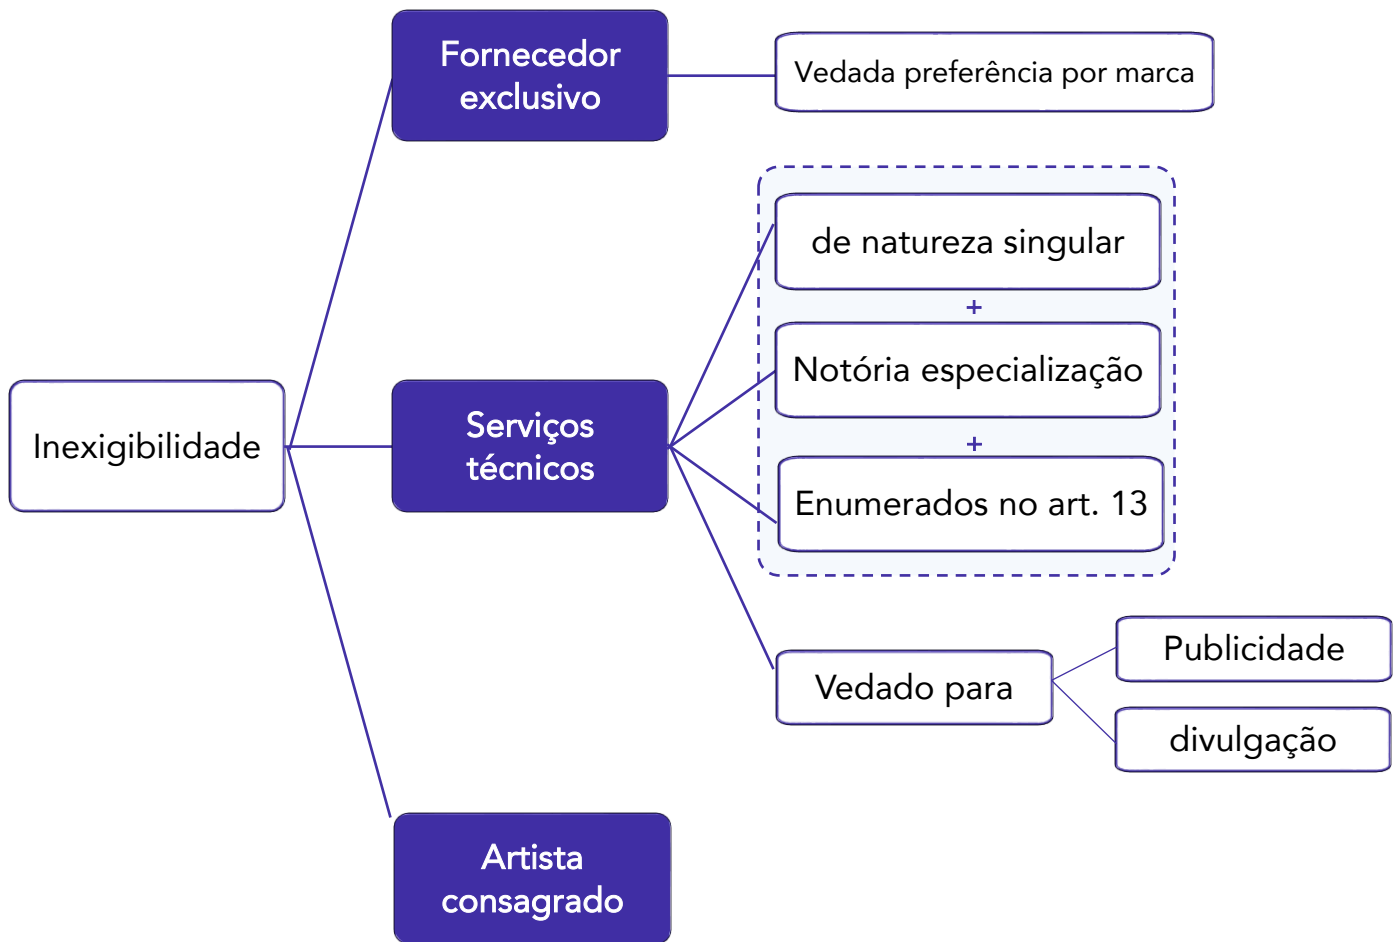 Fornecedor
exclusivo
Vedada preferência por marca
de natureza singular
+
Notória especialização
+
Enumerados no art. 13
Inexigibilidade
Serviços
técnicos
Vedado para
Publicidade
divulgação
Artista
consagrado